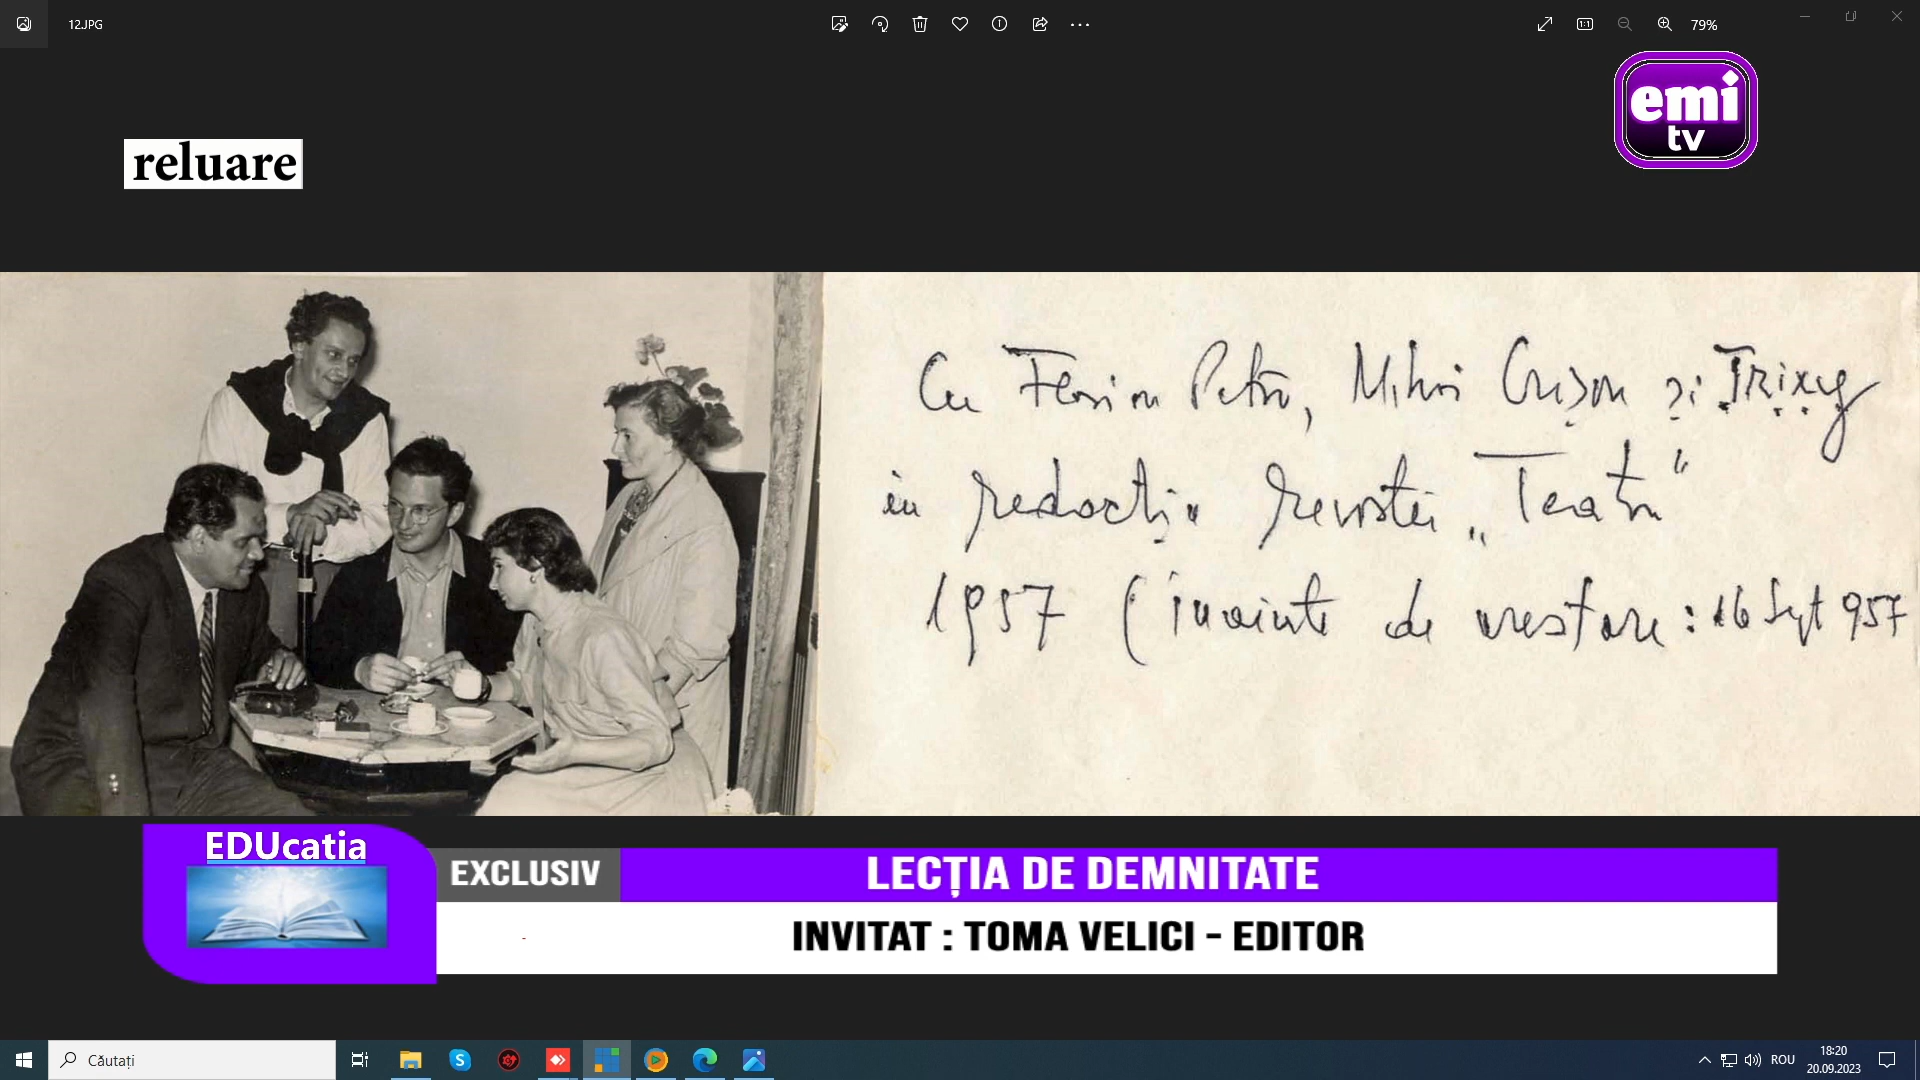 12.JPG
79%
emi
tv
reluare
Cu Florian Potra, Mihai Crișan și Trixy
în redacția revistei „Teatru“
1957 (înainte de arestare: 16 Sept 957
EDUcatia
EXCLUSIV
LECȚIA DE DEMNITATE
INVITAT : TOMA VELICI - EDITOR
Căutați
ROU
18:20
20.09.2023